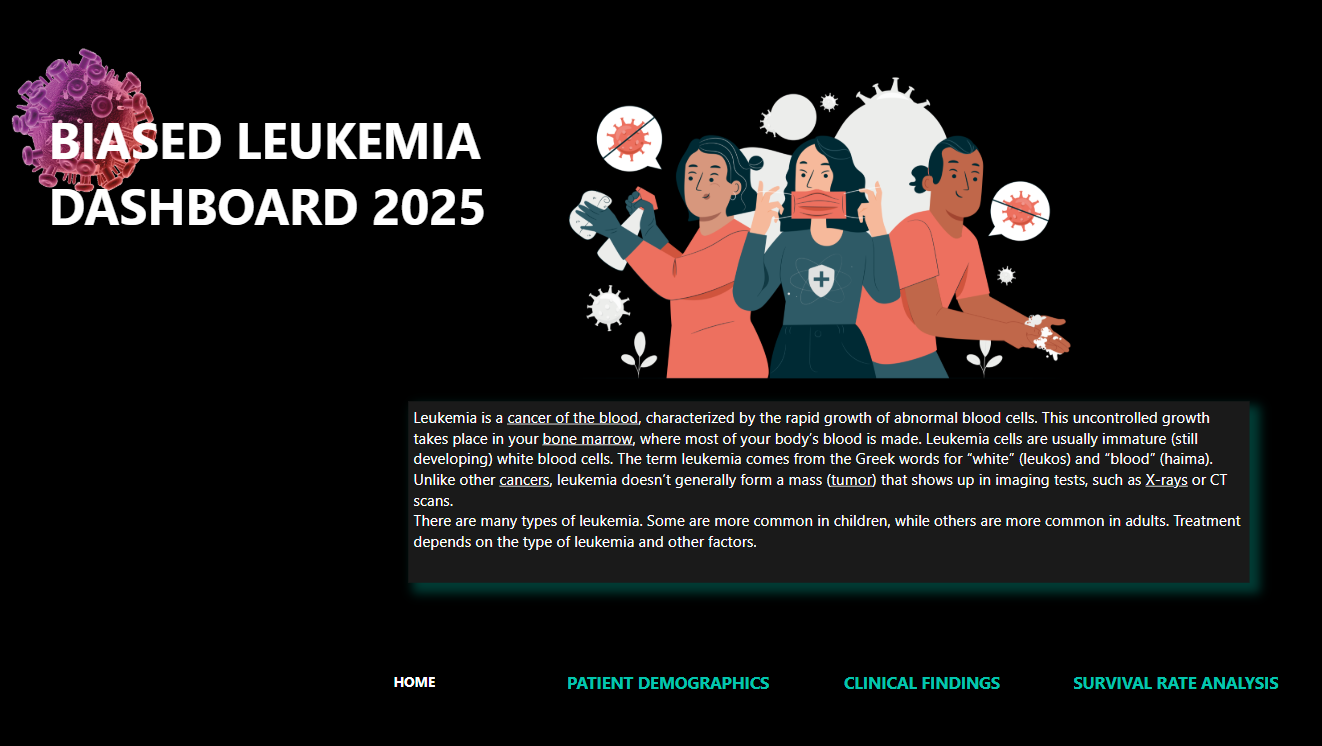 BIASED LEUKEMIA
DASHBOARD 2025
Leukemia is a cancer of the blood, characterized by the rapid growth of abnormal blood cells. This uncontrolled growth
takes place in your bone marrow, where most of your body’s blood is made. Leukemia cells are usually immature (still
developing) white blood cells. The term leukemia comes from the Greek words for “white” (leukos) and “blood” (haima).
Unlike other cancers, leukemia doesn’t generally form a mass (tumor) that shows up in imaging tests, such as X-rays or CT
scans.
There are many types of leukemia. Some are more common in children, while others are more common in adults. Treatment
depends on the type of leukemia and other factors.
HOME
PATIENT DEMOGRAPHICS
CLINICAL FINDINGS
SURVIVAL RATE ANALYSIS